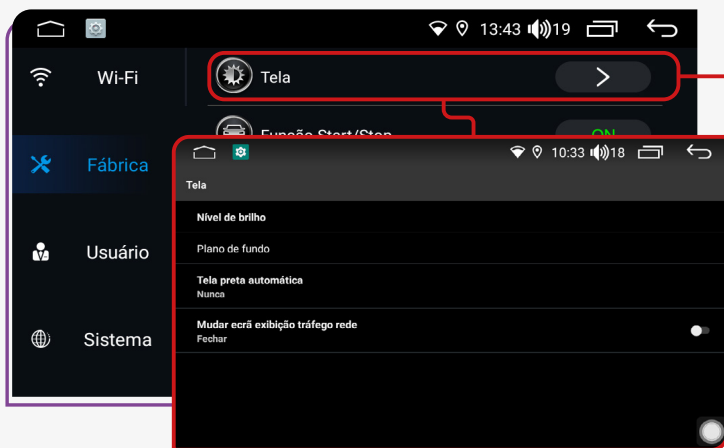 13:43 19
Wi-Fi
Tela
Função Start/Stop
ON
Fábrica
10:33 18
Tela
Nível de brilho
Plano de fundo
Usuário
Tela preta automática
Nunca
Mudar ecrã exibição tráfego rede
Fechar
Sistema